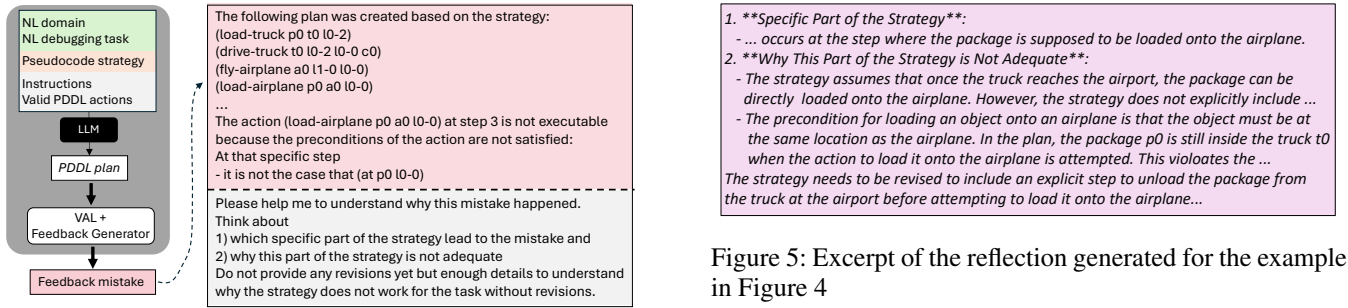 NL domain
NL debugging task
Pseudocode strategy
Instructions
Valid PDDL actions
LLM
PDDL plan
VAL +
Feedback Generator
Feedback mistake
The following plan was created based on the strategy:
(load-truck p0 t0 l0-2)
(drive-truck t0 l0-2 l0-0 c0)
(fly-airplane a0 l1-0 l0-0)
(load-airplane p0 a0 l0-0)
...
The action (load-airplane p0 a0 l0-0) at step 3 is not executable
because the preconditions of the action are not satisfied:
At that specific step
- it is not the case that (at p0 l0-0)
Please help me to understand why this mistake happened.
Think about
1) which specific part of the strategy lead to the mistake and
2) why this part of the strategy is not adequate
Do not provide any revisions yet but enough details to understand
why the strategy does not work for the task without revisions.
1. **Specific Part of the Strategy**:
- ... occurs at the step where the package is supposed to be loaded onto the airplane.
2. **Why This Part of the Strategy is Not Adequate**:
- The strategy assumes that once the truck reaches the airport, the package can be
directly loaded onto the airplane. However, the strategy does not explicitly include ...
- The precondition for loading an object onto an airplane is that the object must be at
the same location as the airplane. In the plan, the package p0 is still inside the truck t0
when the action to load it onto the airplane is attempted. This violoates the ...
The strategy needs to be revised to include an explicit step to unload the package from
the truck at the airport before attempting to load it onto the airplane...
Figure 5: Excerpt of the reflection generated for the example
in Figure 4